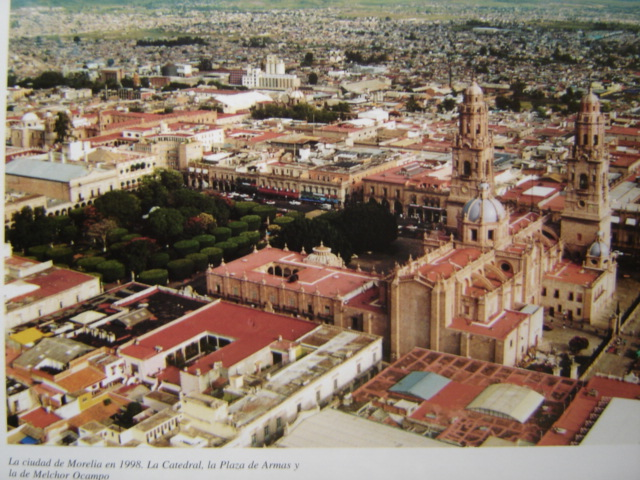 La ciudad de Morelia en 1998. La Catedral, la Plaza de Armas y
la de Melchor Ocampo